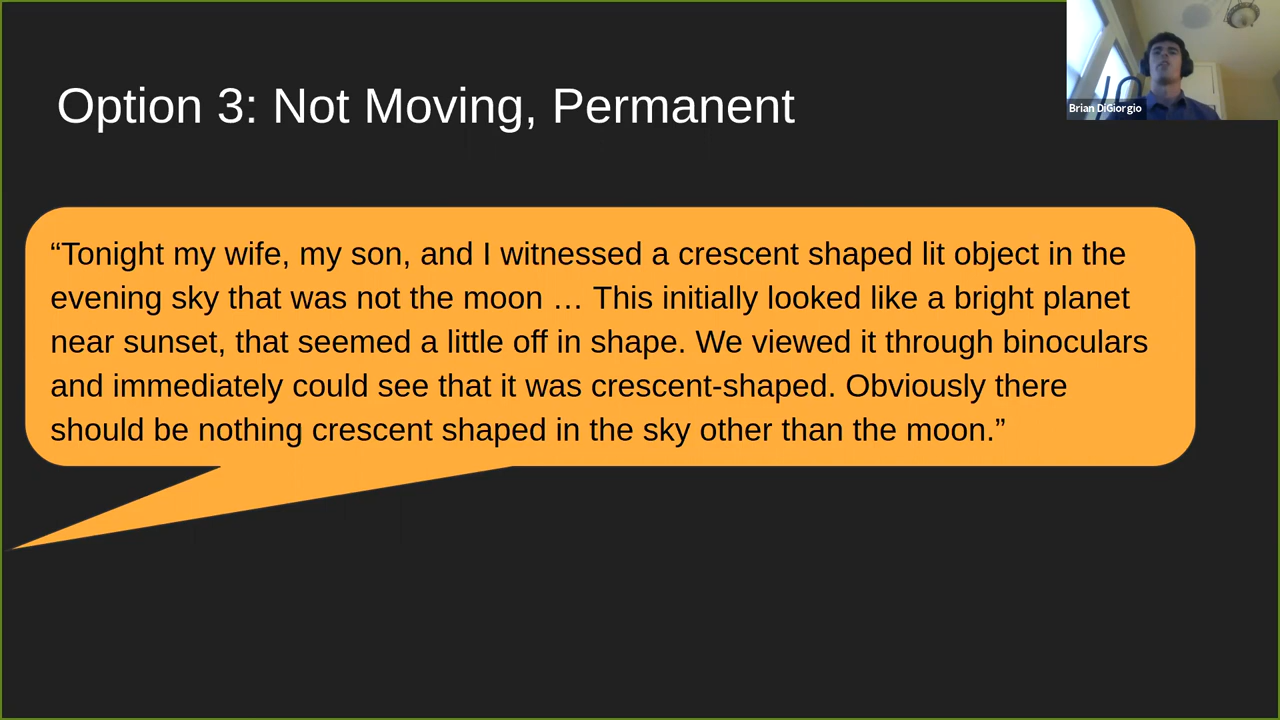 Option 3: Not Moving, Permanent
Brian DiGiorgio
“Tonight my wife, my son, and I witnessed a crescent shaped lit object in the
evening sky that was not the moon … This initially looked like a bright planet
near sunset, that seemed a little off in shape. We viewed it through binoculars
and immediately could see that it was crescent-shaped. Obviously there
should be nothing crescent shaped in the sky other than the moon.”